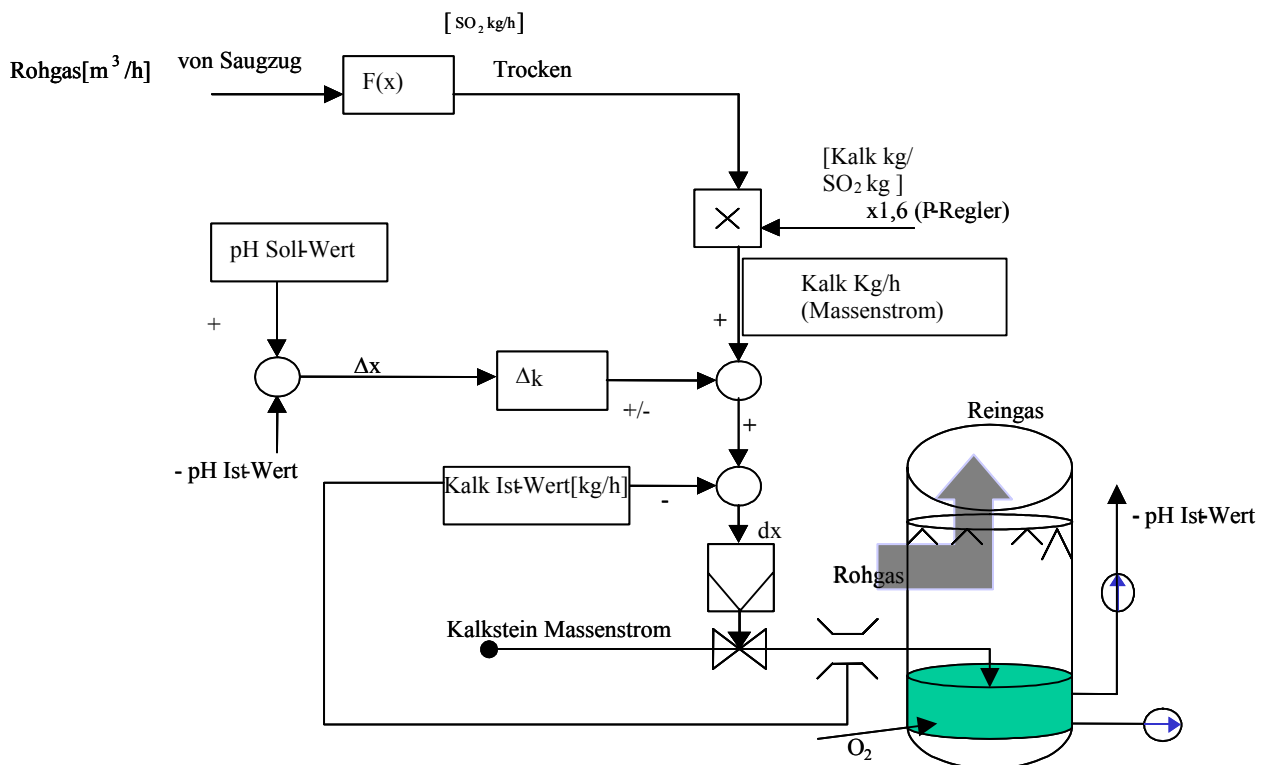 [ SO₂ kg/h]
Rohgas[m³/h]
von Saugzug
F(x)
Trocken
[Kalk kg/
SO₂ kg ]
x1,6 (P-Regler)
pH Soll-Wert
Kalk Kg/h
(Massenstrom)
+
+
Δx
Δk
+/-
+
- pH Ist-Wert
Kalk Ist-Wert[kg/h]
-
dx
Reingas
- pH Ist-Wert
Rohgas
Kalkstein Massenstrom
O₂